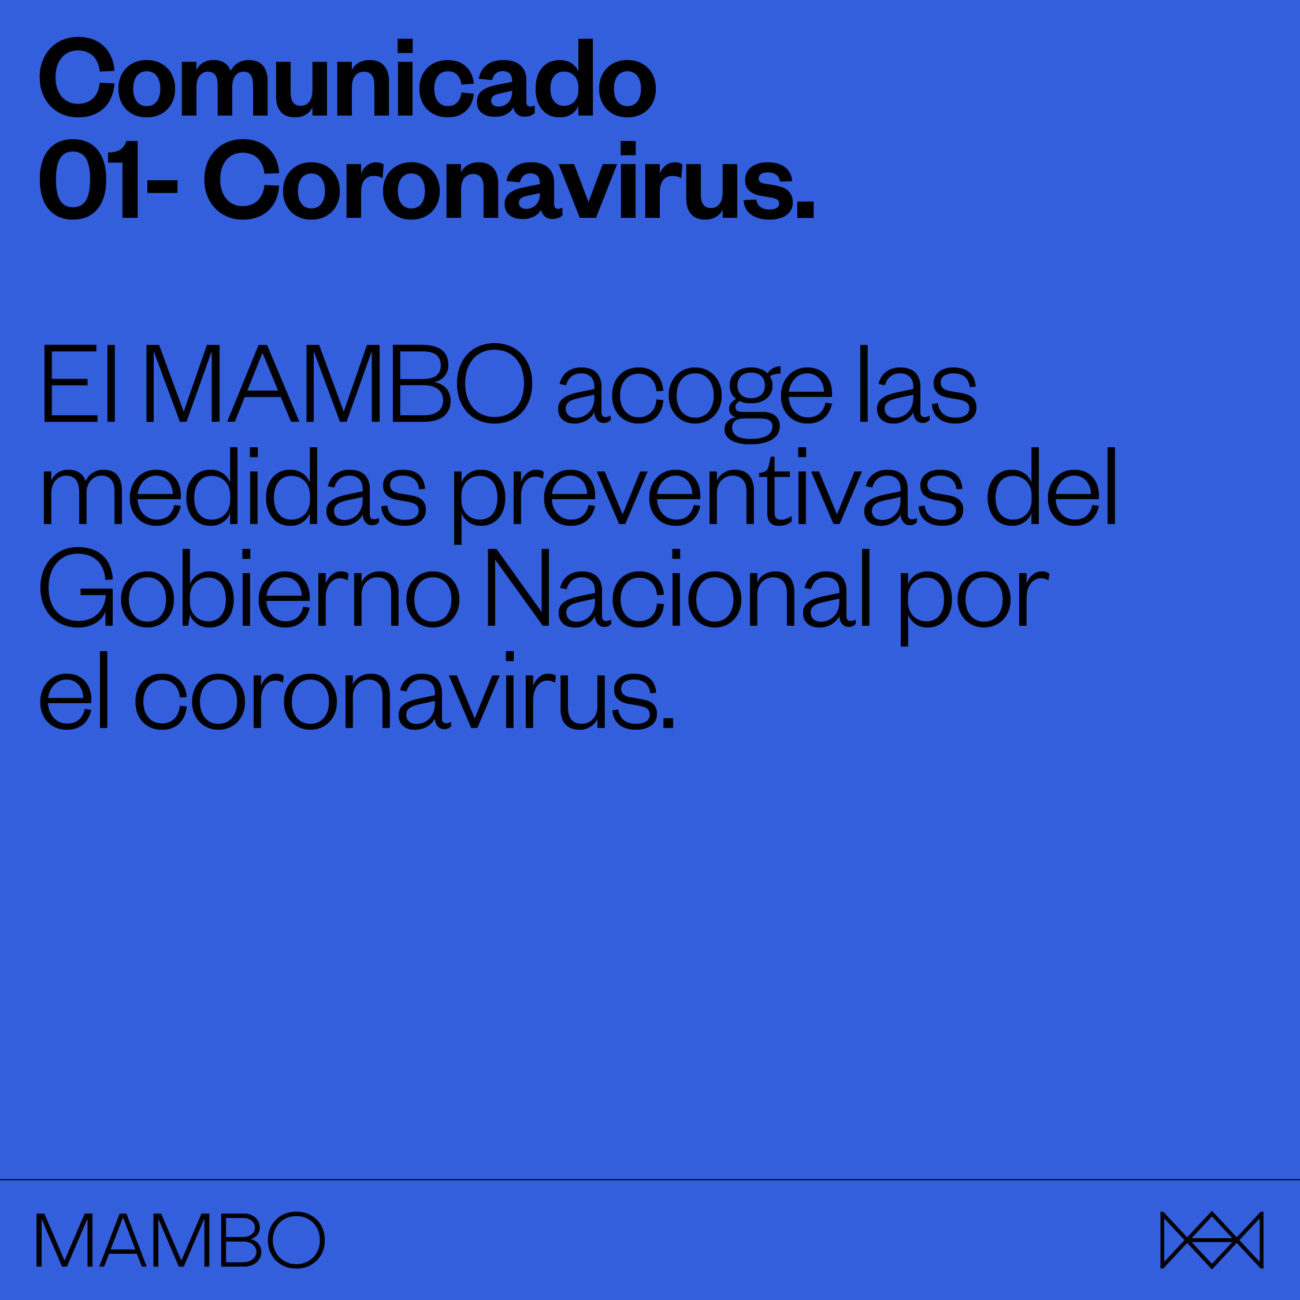 Comunicado
01- Coronavirus.
El MAMBO acoge las
medidas preventivas del
Gobierno Nacional por
el coronavirus.
MAMBO